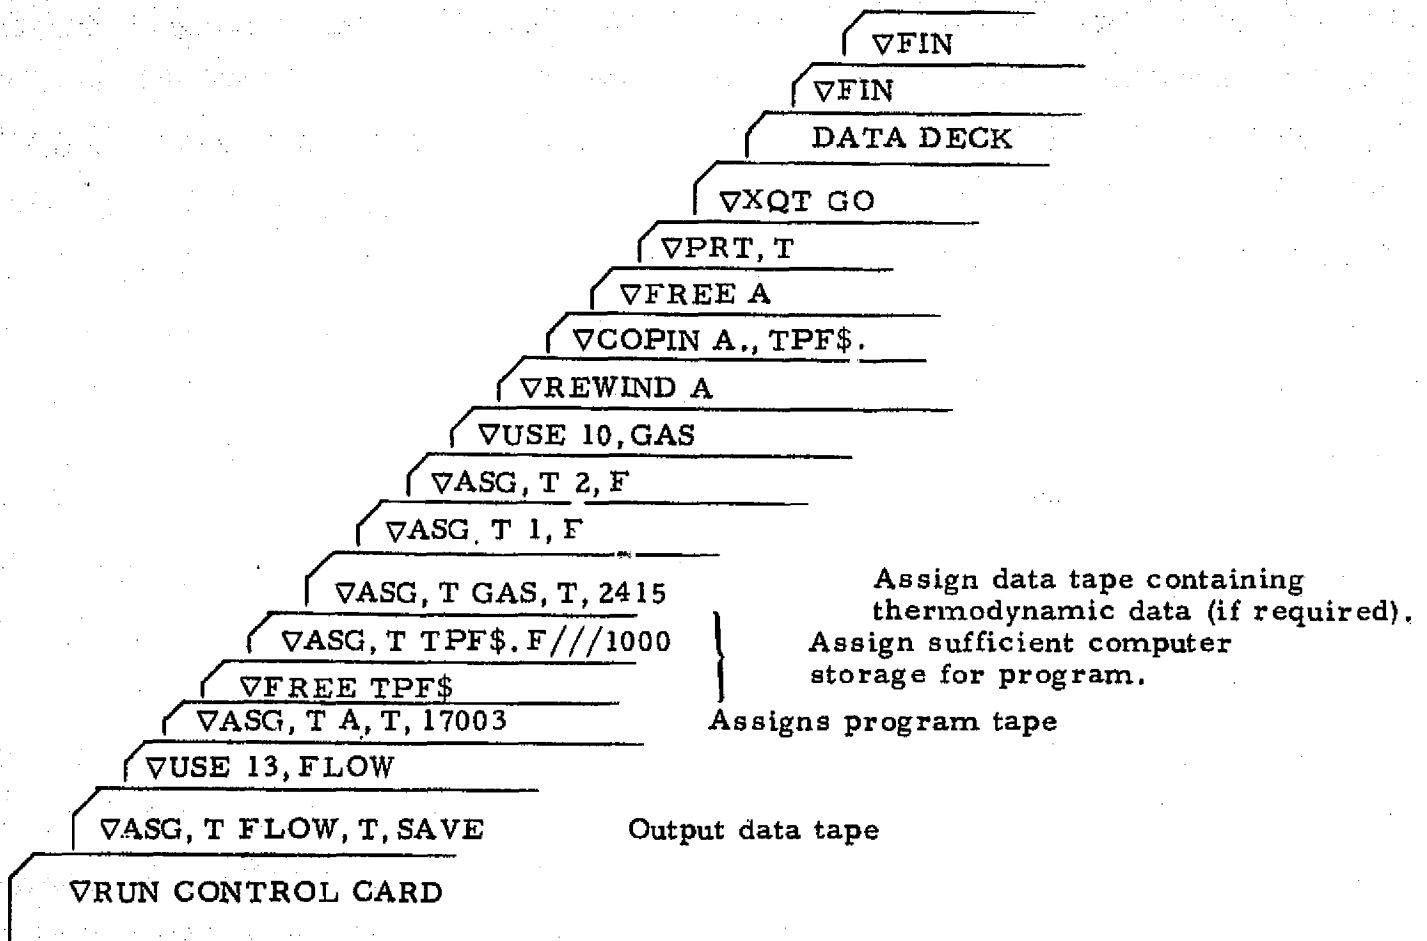 ▽FIN
▽FIN
DATA DECK
▽XQT GO
▽PRT, T
▽FREE A
▽COPIN A., TPF$.
▽REWIND A
▽USE 10, GAS
▽ASG, T 2, F
▽ASG, T 1, F
▽ASG, T GAS, T, 2415
Assign data tape containing
thermodynamic data (if required).
▽ASG, T TPF$. F///1000
Assign sufficient computer
storage for program.
▽FREE TPF$
▽ASG, T A, T, 17003
Assigns program tape
▽USE 13, FLOW
▽ASG, T FLOW, T, SAVE
Output data tape
▽RUN CONTROL CARD